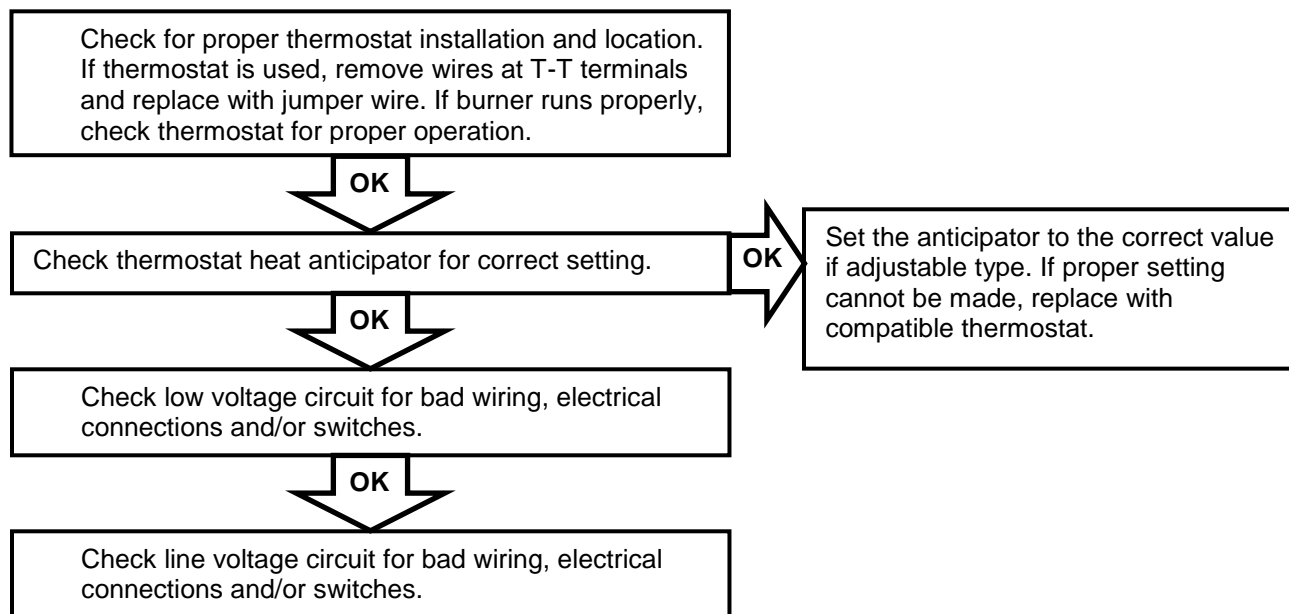 Check for proper thermostat installation and location.
If thermostat is used, remove wires at T-T terminals
and replace with jumper wire. If burner runs properly,
check thermostat for proper operation.
OK
Check thermostat heat anticipator for correct setting.
OK
Set the anticipator to the correct value
if adjustable type. If proper setting
cannot be made, replace with
compatible thermostat.
OK
Check low voltage circuit for bad wiring, electrical
connections and/or switches.
OK
Check line voltage circuit for bad wiring, electrical
connections and/or switches.